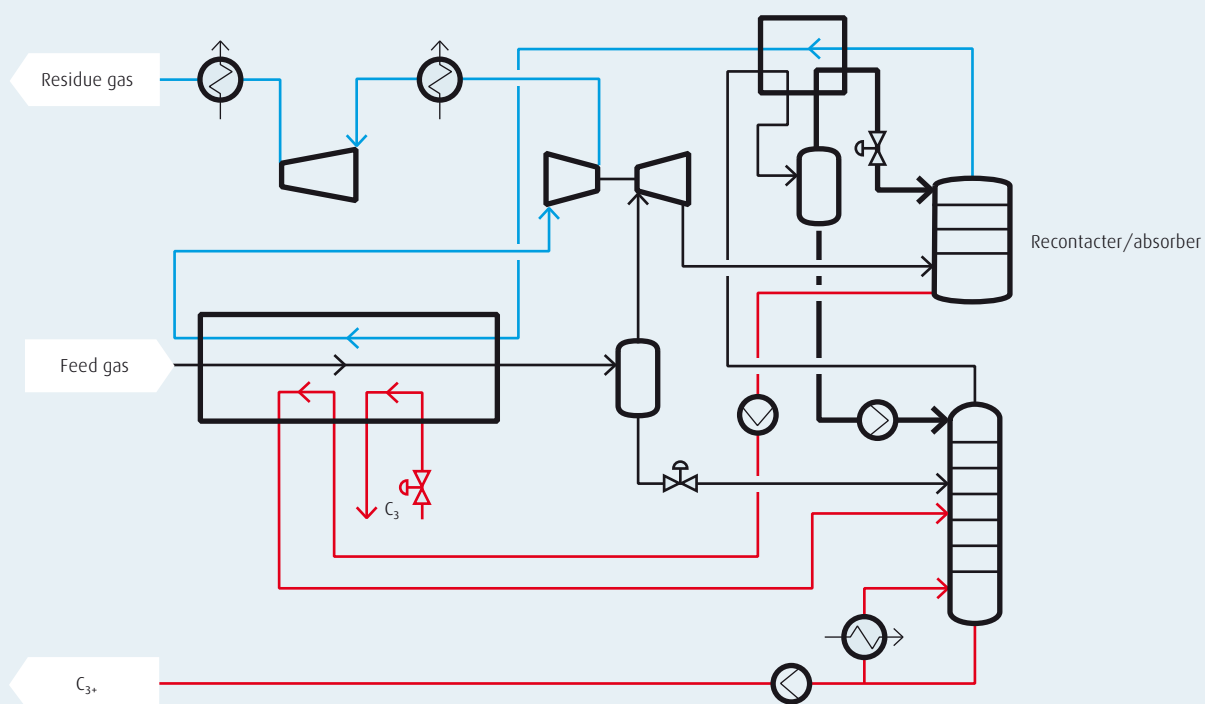 Residue gas
Recontacter/absorber
Feed gas
C₃
C₃₊